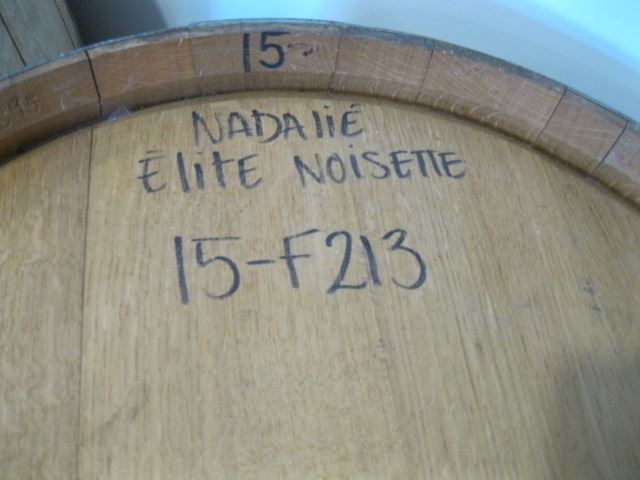 15
NADALIÉ
ÉLITE NOISETTE
15-F213